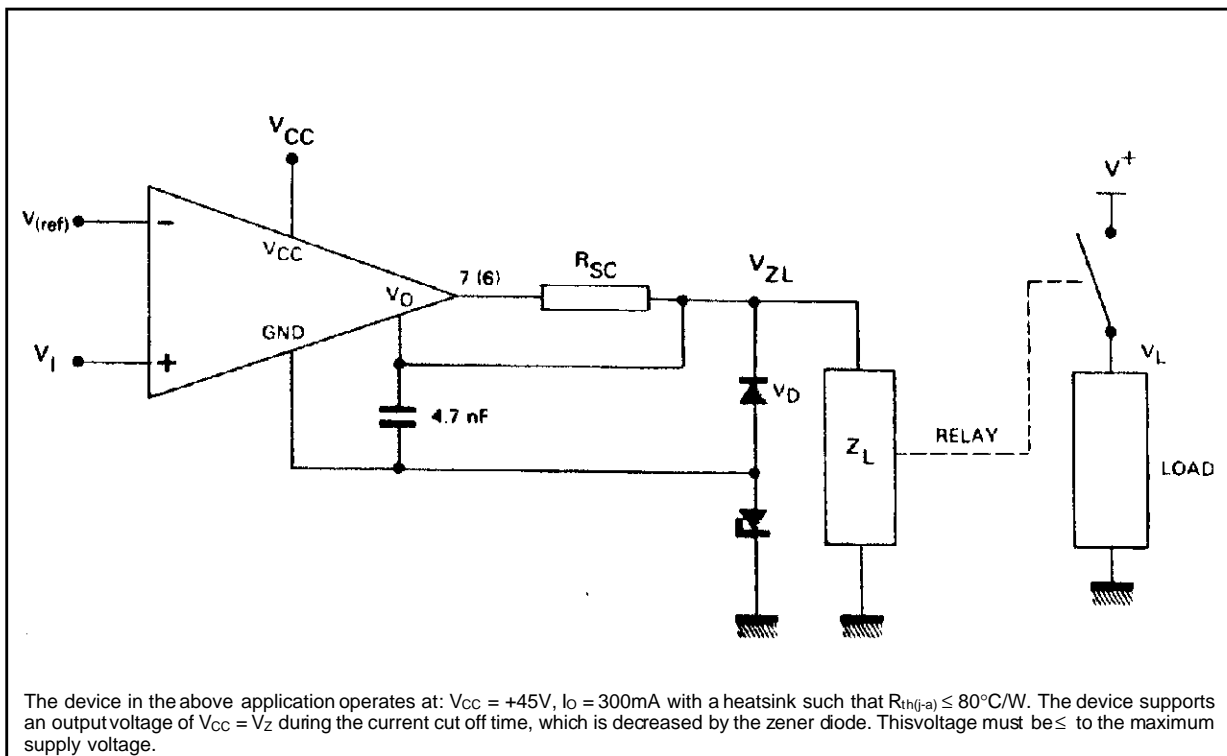 VCC
V+
V(ref)
−
VCC
7 (6)
RSC
VZL
VO
GND
VI
+
VL
4.7 nF
VD
ZL
RELAY
LOAD
The device in the above application operates at: VCC = +45V, IO = 300mA with a heatsink such that Rth(j-a) ≤ 80°C/W. The device supports
an output voltage of VCC = VZ during the current cut off time, which is decreased by the zener diode. Thisvoltage must be ≤ to the maximum
supply voltage.